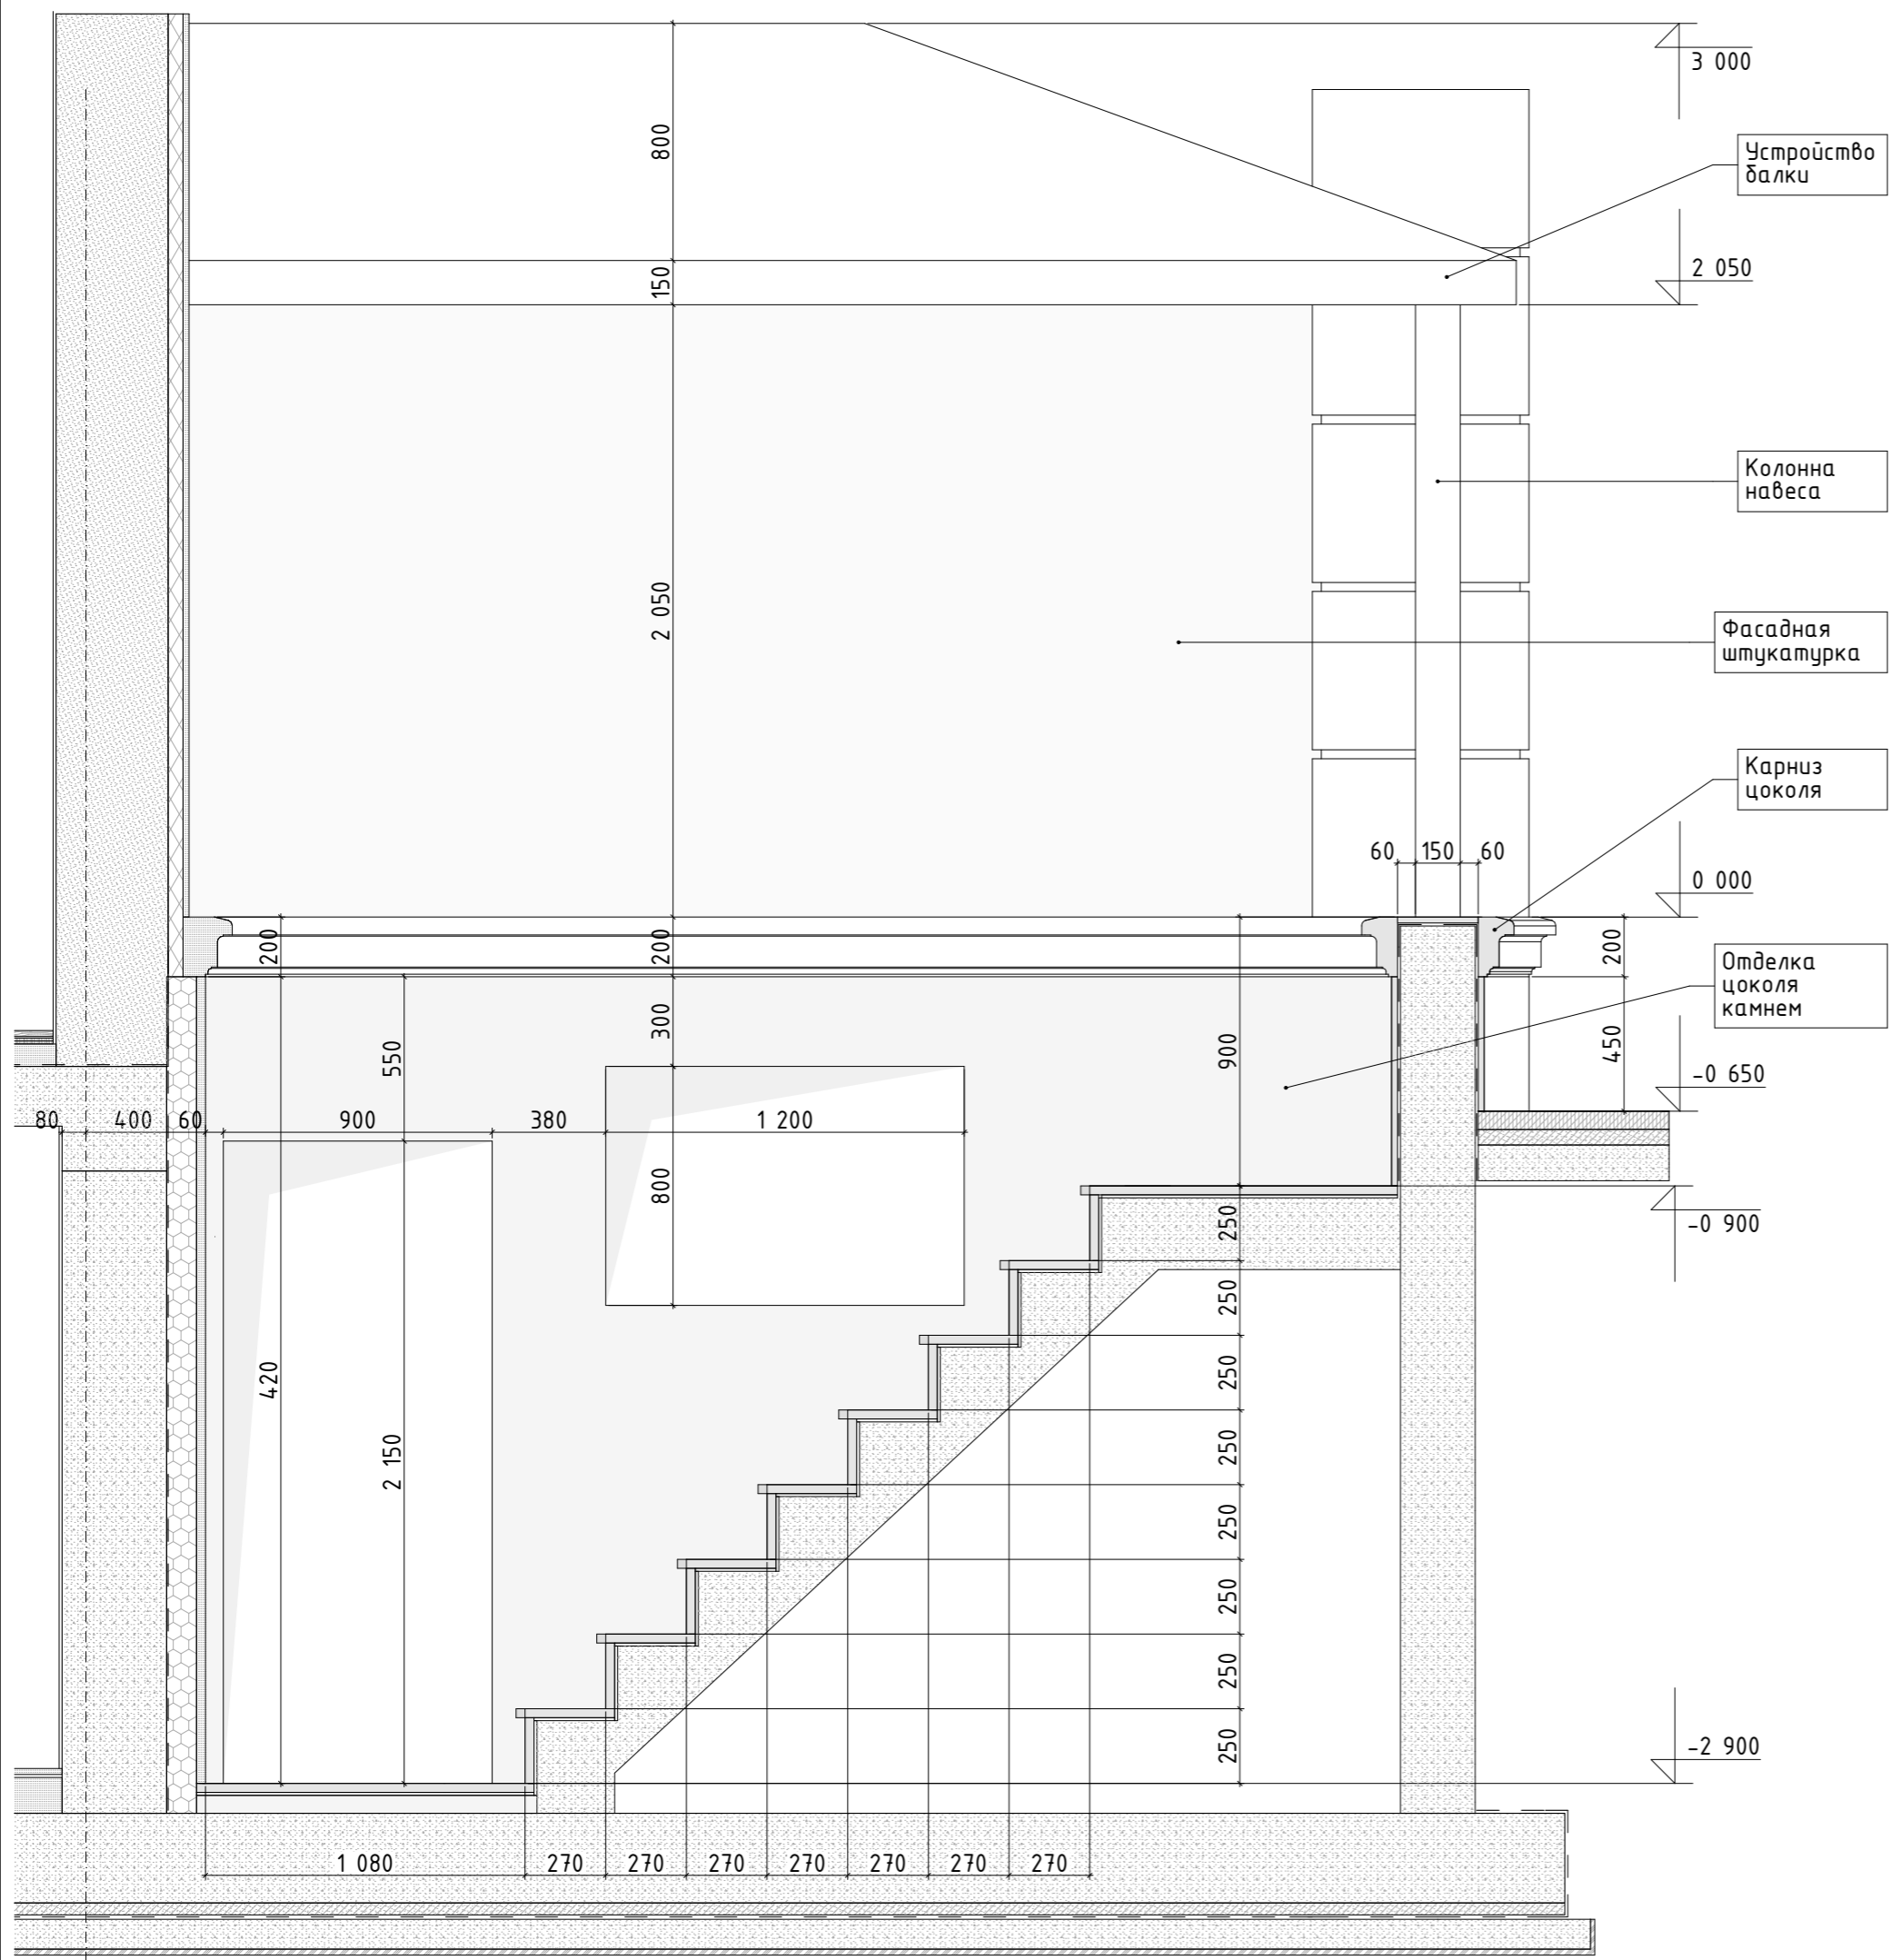 3 000
800
Устройство
балки
150
2 050
Колонна
навеса
2 050
Фасадная
штукатурка
Карниз
цоколя
60 150 60
0 000
200
200
200
Отделка
цоколя
камнем
300
550
900
450
-0 650
80 400 60 900 380 1 200
800
-0 900
250
250
250
420
2 150
250
250
250
250
250
-2 900
1 080 270 270 270 270 270 270 270